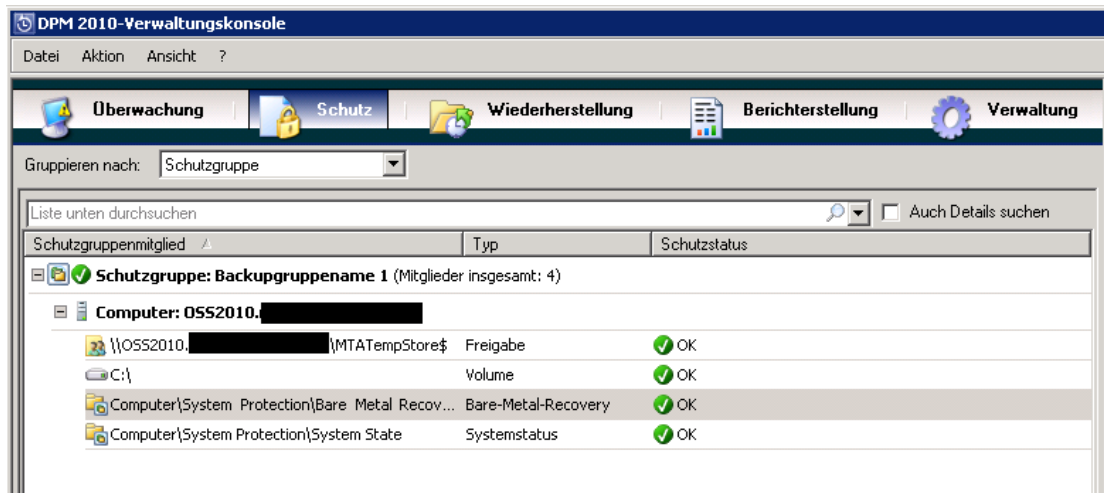 DPM 2010-Verwaltungskonsole
Datei Aktion Ansicht ?
Überwachung Schutz Wiederherstellung Berichterstellung Verwaltung
Gruppieren nach: Schutzgruppe
Liste unten durchsuchen Auch Details suchen
Schutzgruppenmitglied Typ Schutzstatus
Schutzgruppe: Backupgruppename 1 (Mitglieder insgesamt: 4)
Computer: OSS2010.
\\OSS2010. \MTATempStore$ Freigabe OK
C:\ Volume OK
Computer\System Protection\Bare Metal Recov... Bare-Metal-Recovery OK
Computer\System Protection\System State Systemstatus OK